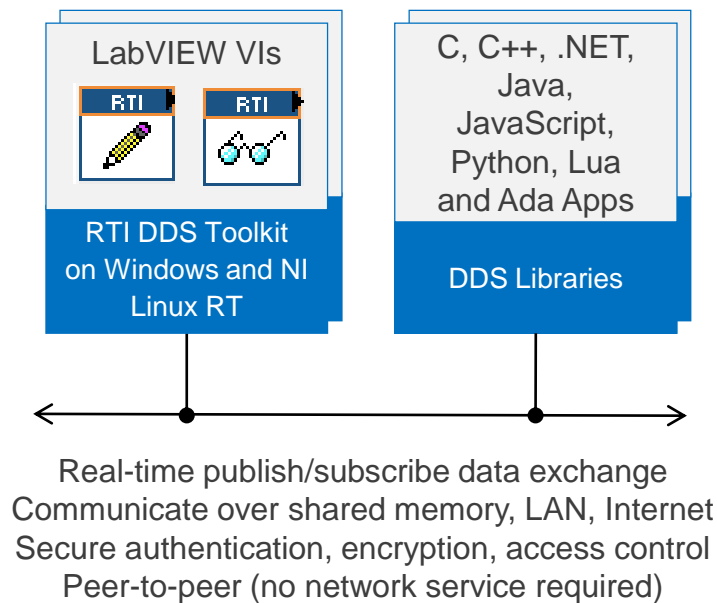 LabVIEW VIs
RTI
RTI
RTI DDS Toolkit
on Windows and NI
Linux RT
C, C++, .NET,
Java,
JavaScript,
Python, Lua
and Ada Apps
DDS Libraries
Real-time publish/subscribe data exchange
Communicate over shared memory, LAN, Internet
Secure authentication, encryption, access control
Peer-to-peer (no network service required)